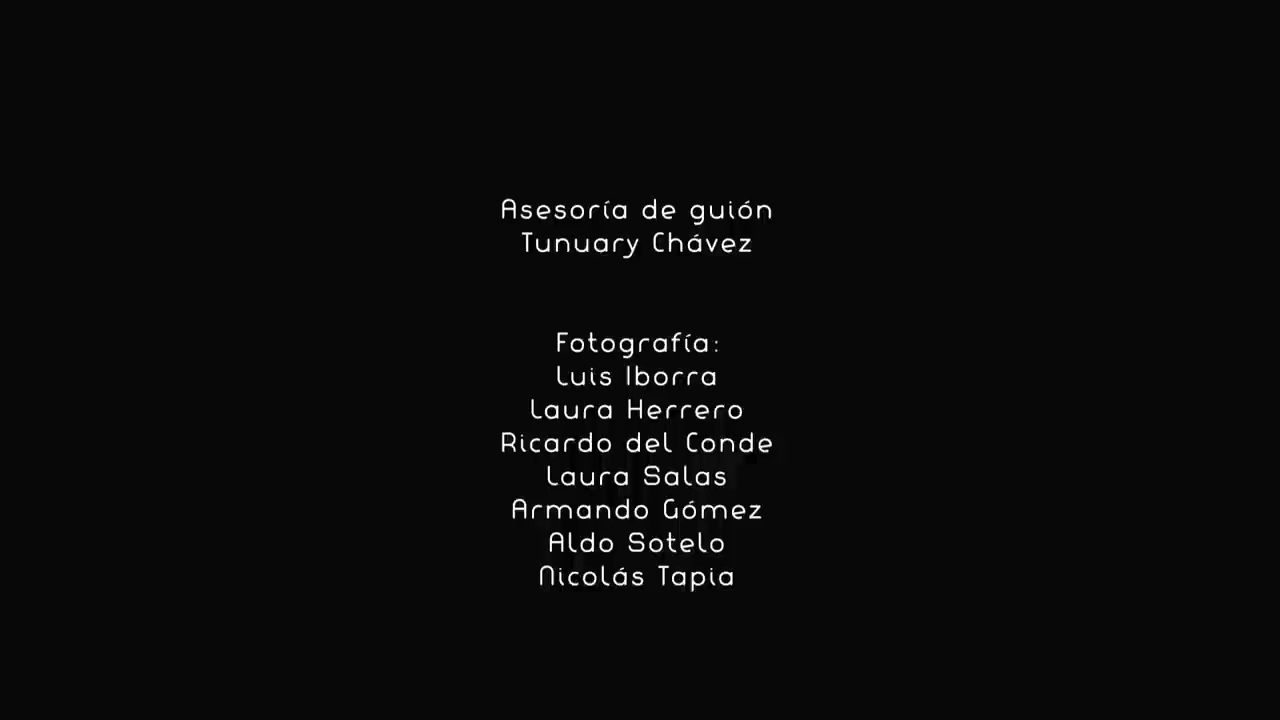 Asesoría de guión
Tunuary Chávez
Fotografía:
Luis Iborra
Laura Herrero
Ricardo del Conde
Laura Salas
Armando Gómez
Aldo Sotelo
Nicolás Tapia